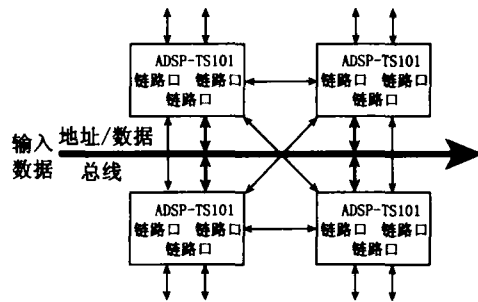 ADSP-TS101
链路口 链路口
链路口
ADSP-TS101
链路口 链路口
链路口
输入
数据
地址/数据
总线
ADSP-TS101
链路口 链路口
链路口
ADSP-TS101
链路口 链路口
链路口